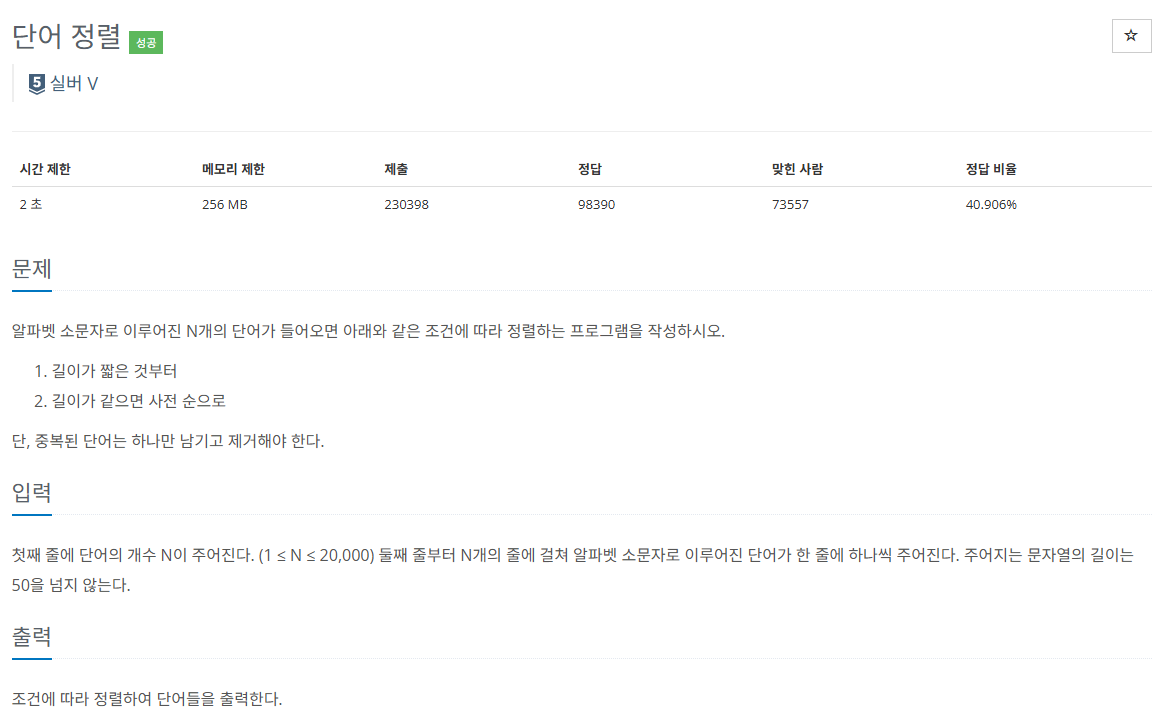 단어 정렬 성공
☆
5 실버 V
시간 제한 메모리 제한 제출 정답 맞힌 사람 정답 비율
2 초 256 MB 230398 98390 73557 40.906%
문제
알파벳 소문자로 이루어진 N개의 단어가 들어오면 아래와 같은 조건에 따라 정렬하는 프로그램을 작성하시오.
1. 길이가 짧은 것부터
2. 길이가 같으면 사전 순으로
단, 중복된 단어는 하나만 남기고 제거해야 한다.
입력
첫째 줄에 단어의 개수 N이 주어진다. (1 ≤ N ≤ 20,000) 둘째 줄부터 N개의 줄에 걸쳐 알파벳 소문자로 이루어진 단어가 한 줄에 하나씩 주어진다. 주어지는 문자열의 길이는
50을 넘지 않는다.
출력
조건에 따라 정렬하여 단어들을 출력한다.